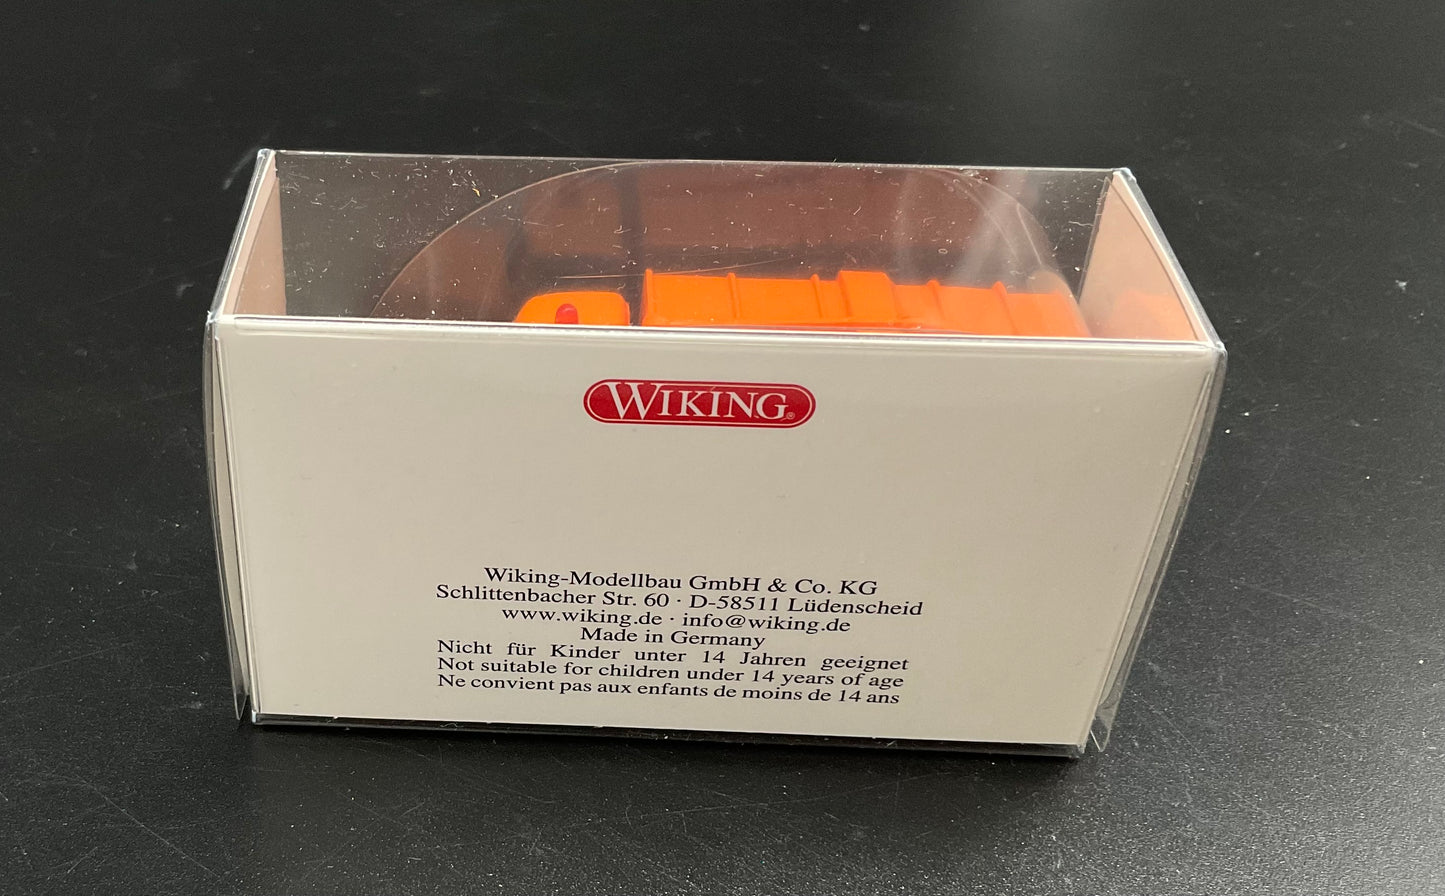 WIKING®
Wiking-Modellbau GmbH & Co. KG
Schlittenbacher Str. 60 · D-58511 Lüdenscheid
www.wiking.de · info@wiking.de
Made in Germany
Nicht für Kinder unter 14 Jahren geeignet
Not suitable for children under 14 years of age
Ne convient pas aux enfants de moins de 14 ans